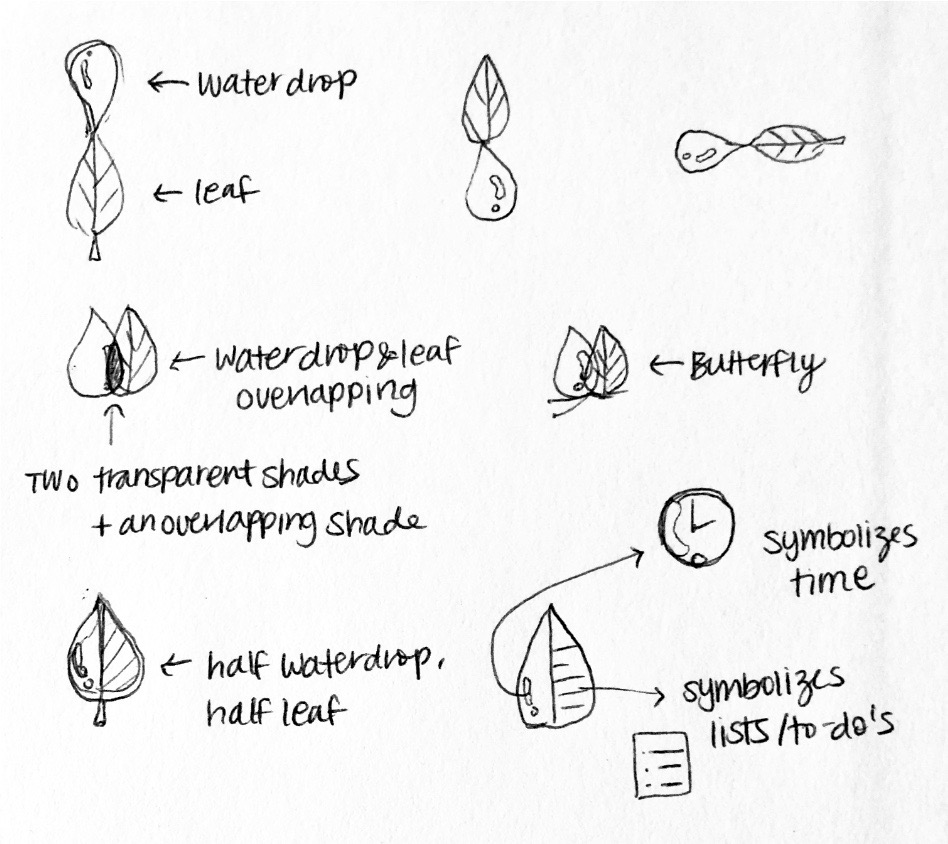 ← waterdrop
← leaf
← waterdrop & leaf
overlapping
← Butterfly
Two transparent shades
+ an overlapping shade
symbolizes
time
← half waterdrop,
half leaf
symbolizes
lists/to-do's